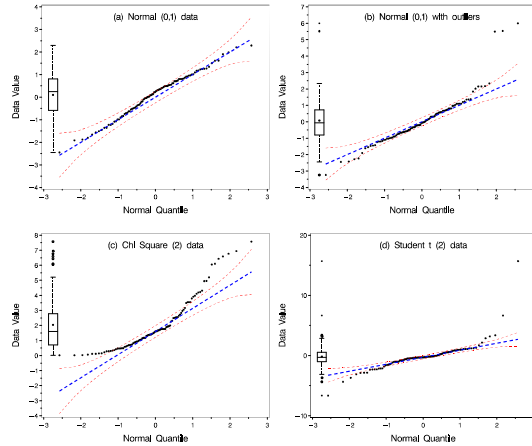 (a) Normal (0,1) data
Data Value
4
3
2
1
0
−1
−2
−3
−4
−3 −2 −1 0 1 2 3
Normal Quantile
(b) Normal (0,1) with outliers
Data Value
6
5
4
3
2
1
0
−1
−2
−3
−4
−3 −2 −1 0 1 2 3
Normal Quantile
(c) Chi Square (2) data
Data Value
8
7
6
5
4
3
2
1
0
−1
−2
−3
−4
−3 −2 −1 0 1 2 3
Normal Quantile
(d) Student t (2) data
Data Value
20
10
0
−10
−3 −2 −1 0 1 2 3
Normal Quantile